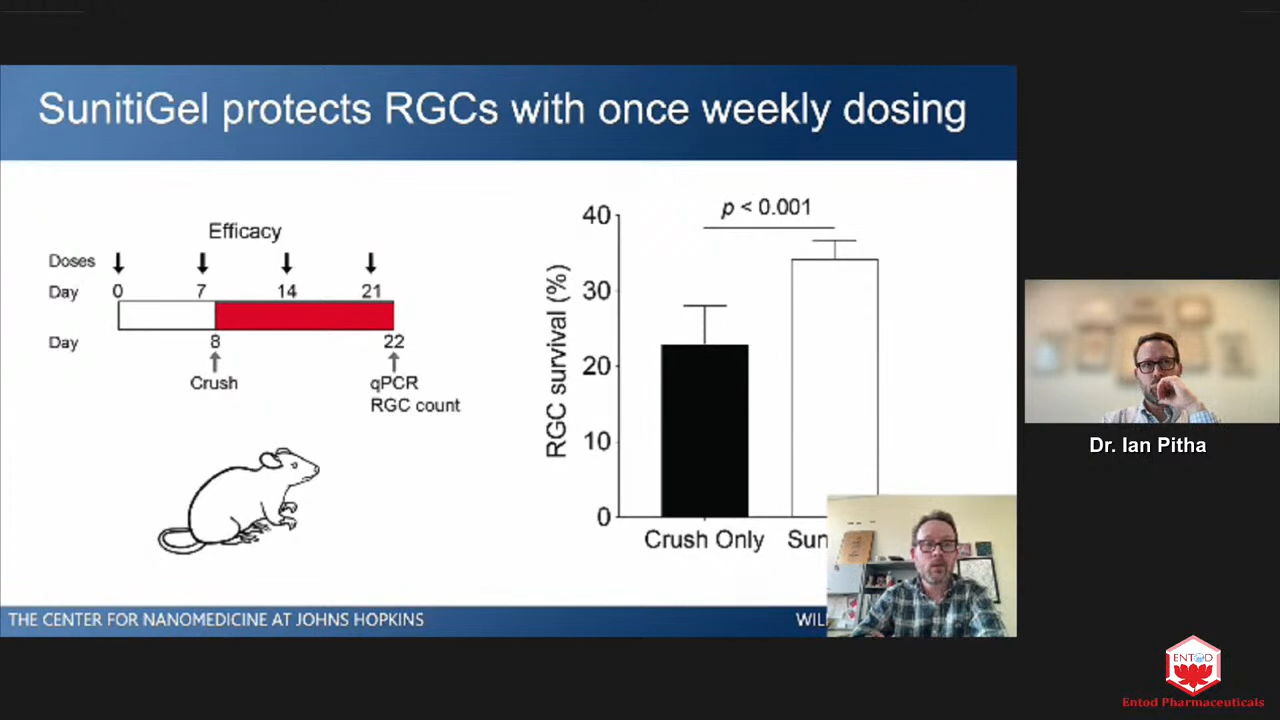 SunitiGel protects RGCs with once weekly dosing
Efficacy
Doses
Day 0 7 14 21
Day 8 22
Crush
qPCR
RGC count
p < 0.001
RGC survival (%)
40
30
20
10
0
Crush Only
Sun
THE CENTER FOR NANOMEDICINE AT JOHNS HOPKINS
WIL
Dr. Ian Pitha
ENTOD
Entod Pharmaceuticals